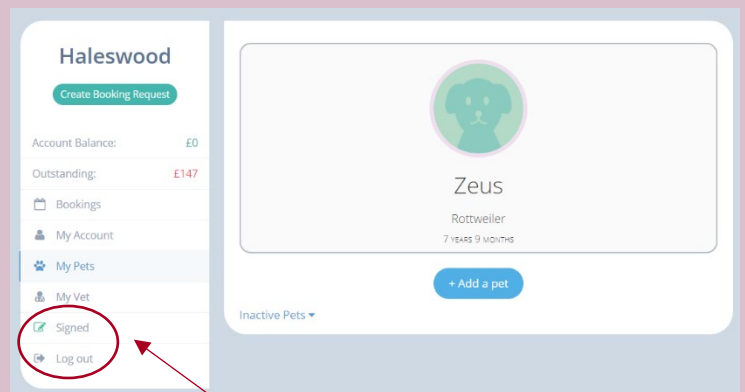 Haleswood
Create Booking Request
Account Balance: £0
Outstanding: £147
Bookings
My Account
My Pets
My Vet
Signed
Log out
Zeus
Rottweiler
7 YEARS 9 MONTHS
+ Add a pet
Inactive Pets